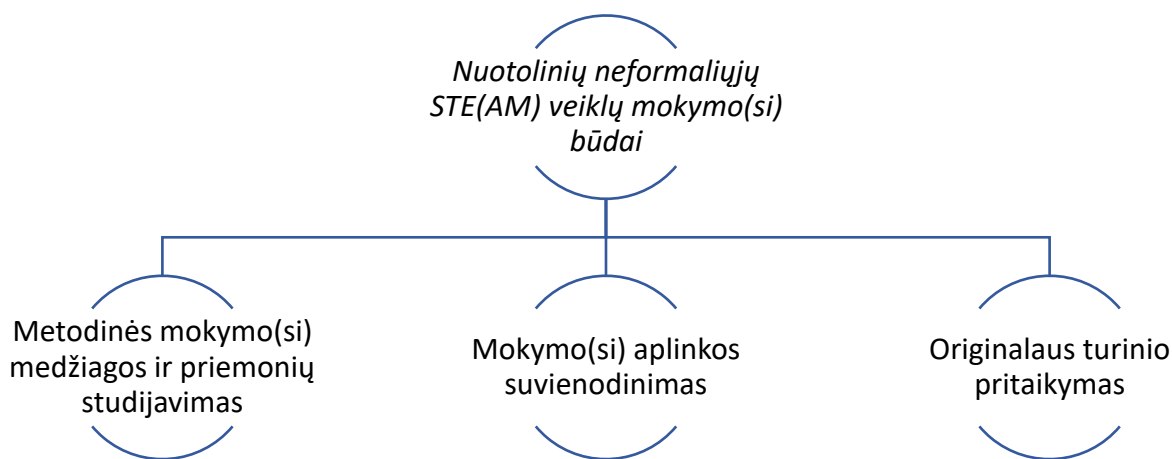 Nuotolinių neformaliųjų
STE(AM) veiklų mokymo(si)
būdai
Metodinės mokymo(si)
medžiagos ir priemonių
studijavimas
Mokymo(si) aplinkos
suvienodinimas
Originalaus turinio
pritaikymas